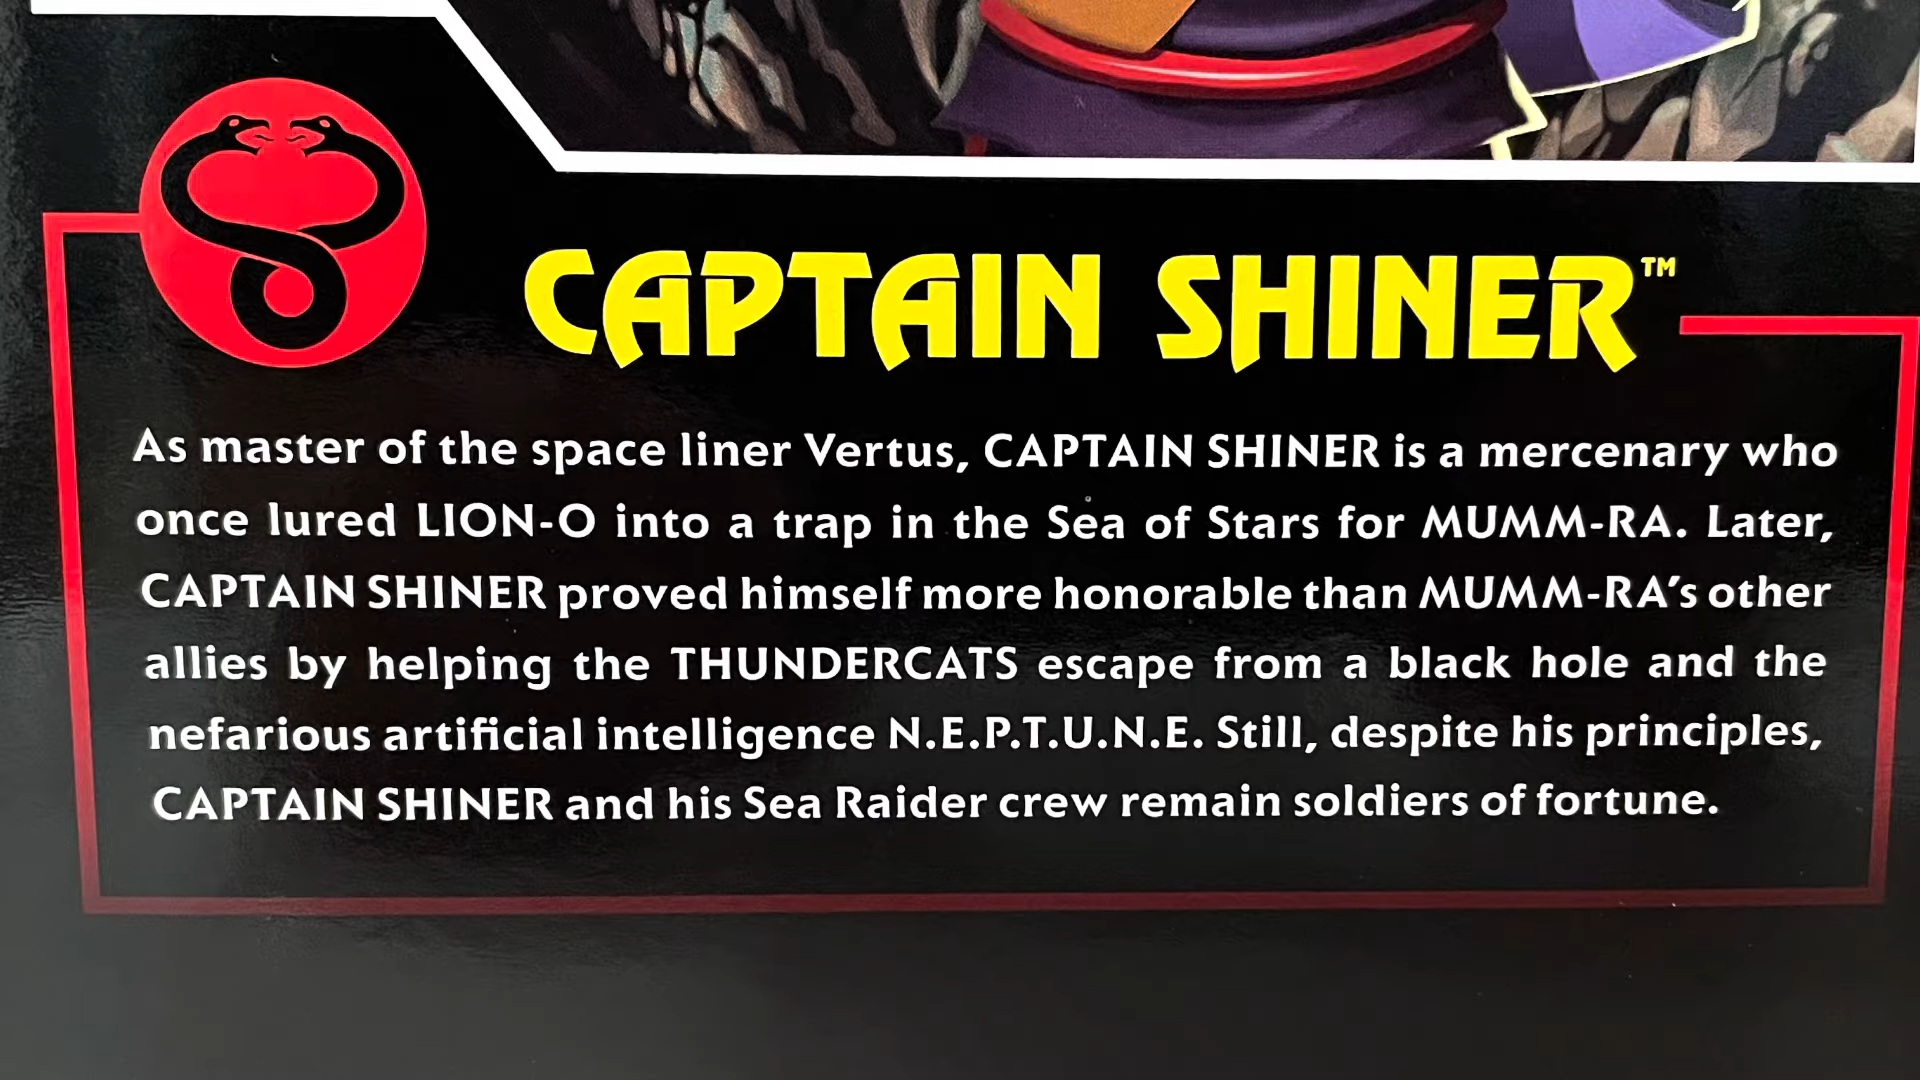 CAPTAIN SHINER™
As master of the space liner Vertus, CAPTAIN SHINER is a mercenary who
once lured LION-O into a trap in the Sea of Stars for MUMM-RA. Later,
CAPTAIN SHINER proved himself more honorable than MUMM-RA's other
allies by helping the THUNDERCATS escape from a black hole and the
nefarious artificial intelligence N.E.P.T.U.N.E. Still, despite his principles,
CAPTAIN SHINER and his Sea Raider crew remain soldiers of fortune.